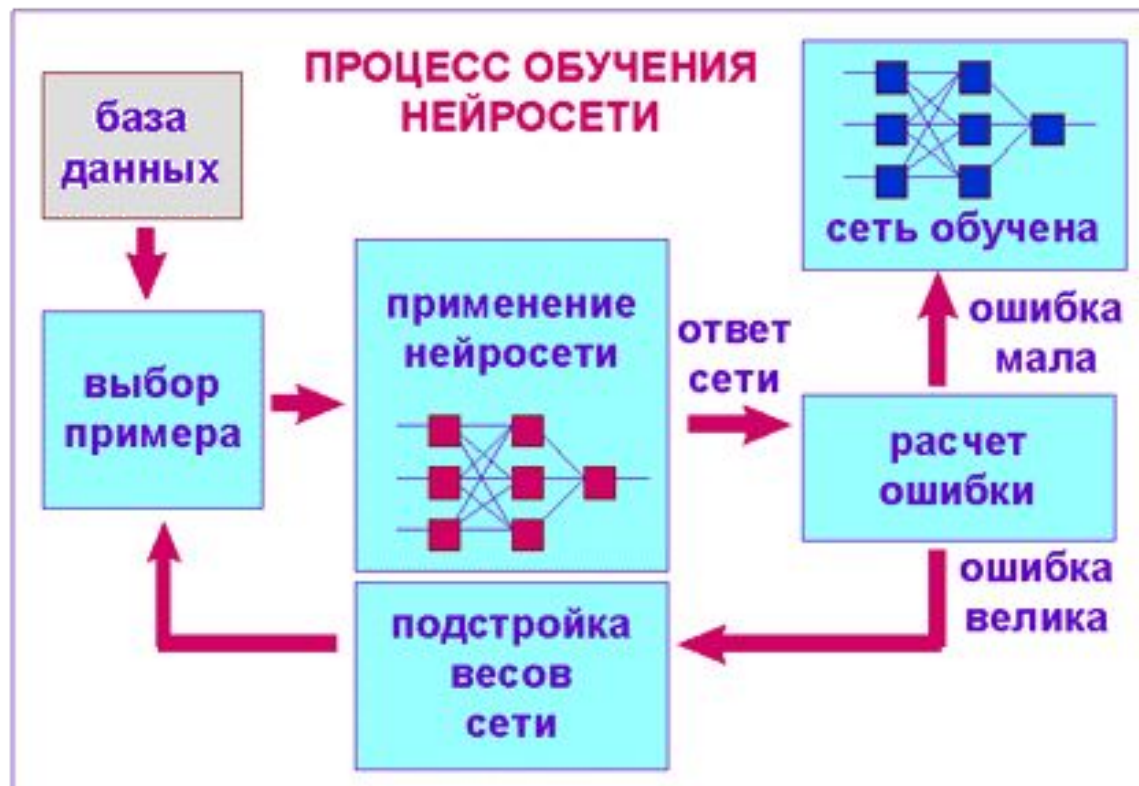 ПРОЦЕСС ОБУЧЕНИЯ
НЕЙРОСЕТИ
база
данных
выбор
примера
применение
нейросети
ответ
сети
расчет
ошибки
ошибка
мала
сеть обучена
ошибка
велика
подстройка
весов
сети